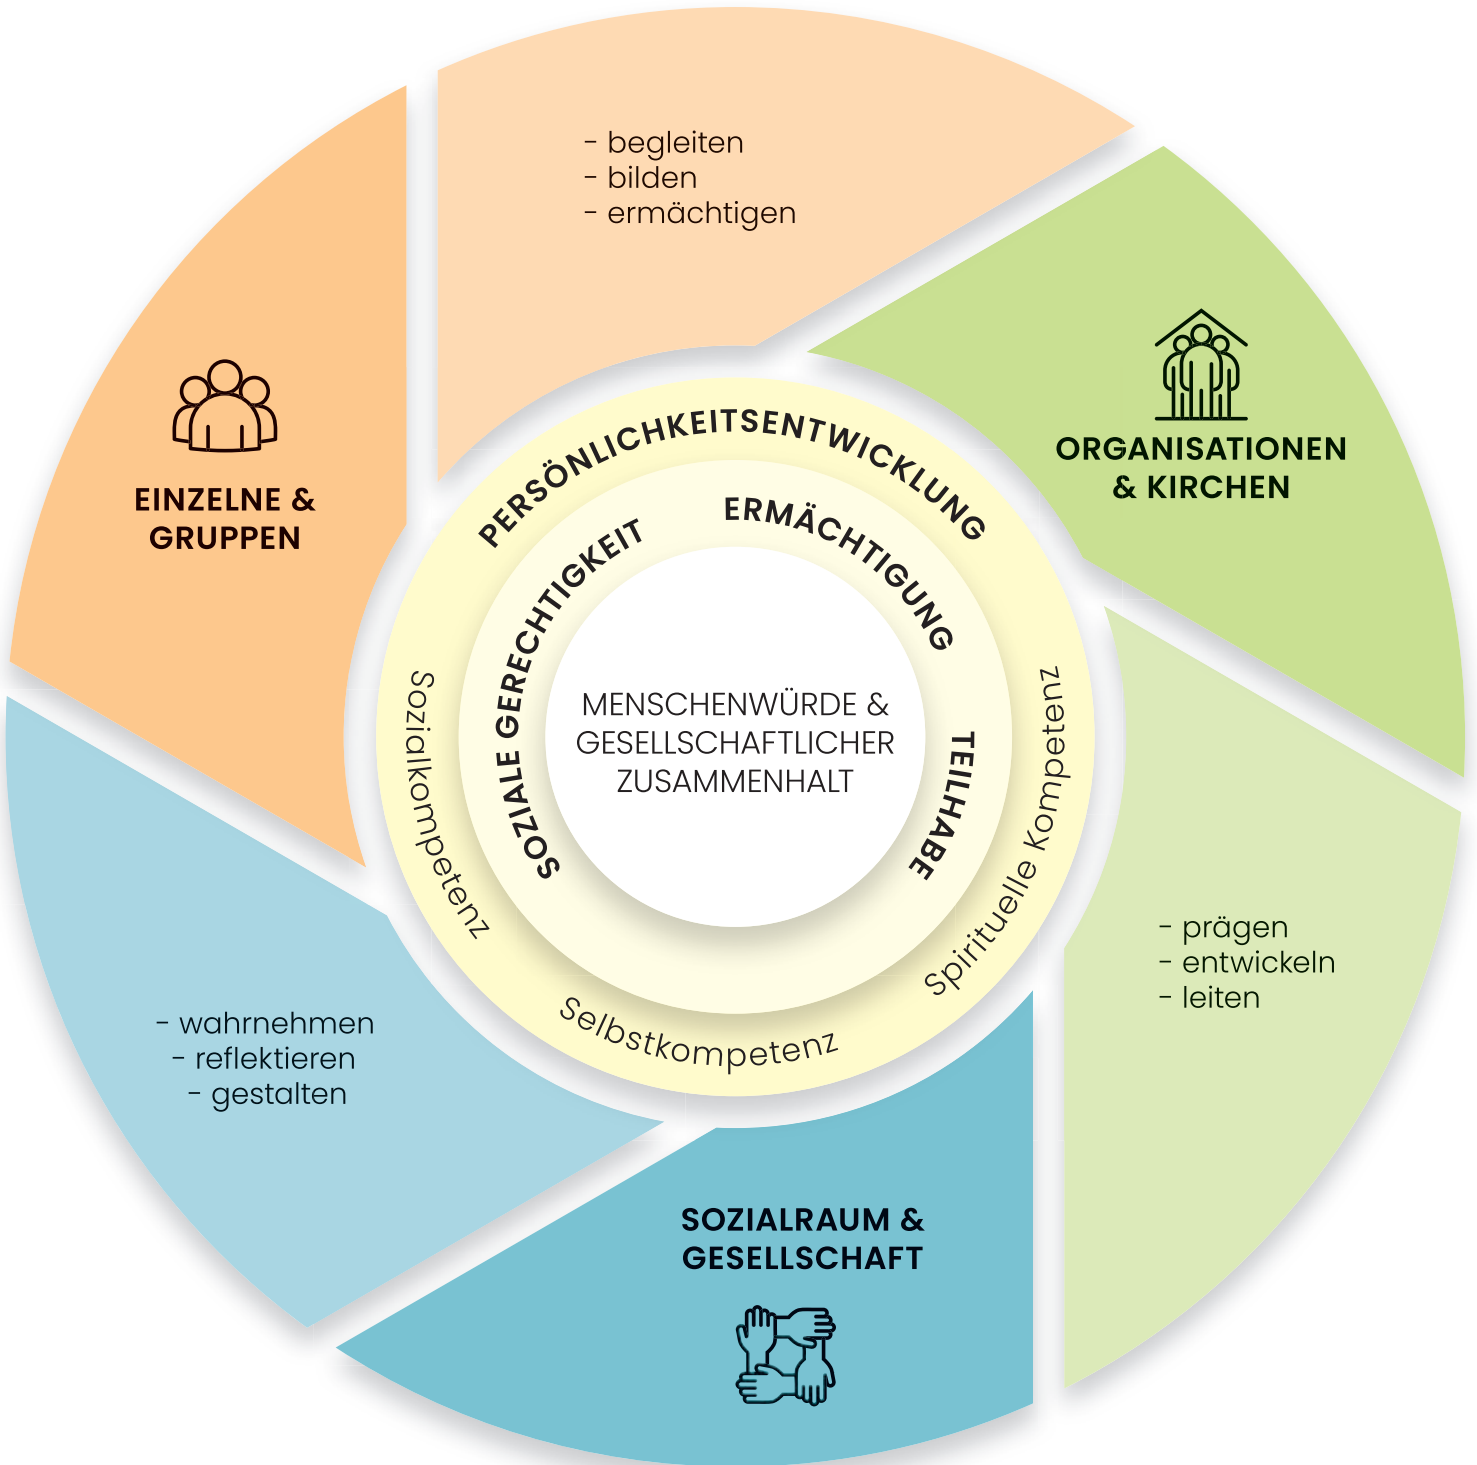 - begleiten
- bilden
- ermächtigen
ORGANISATIONEN
& KIRCHEN
EINZELNE &
GRUPPEN
PERSÖNLICHKEITSENTWICKLUNG
SOZIALE GERECHTIGKEIT
ERMÄCHTIGUNG
TEILHABE
MENSCHENWÜRDE &
GESELLSCHAFTLICHER
ZUSAMMENHALT
Sozialkompetenz
Selbstkompetenz
Spirituelle Kompetenz
- prägen
- entwickeln
- leiten
- wahrnehmen
- reflektieren
- gestalten
SOZIALRAUM &
GESELLSCHAFT